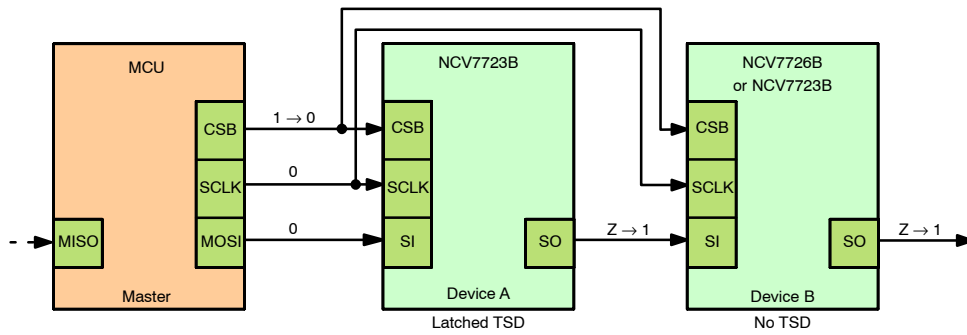 MCU
NCV7723B
NCV7726B
or NCV7723B
CSB
1 → 0
CSB
CSB
SCLK
0
SCLK
SCLK
MISO
MOSI
0
SI
SO
Z → 1
SI
SO
Z → 1
Master
Device A
Device B
Latched TSD
No TSD